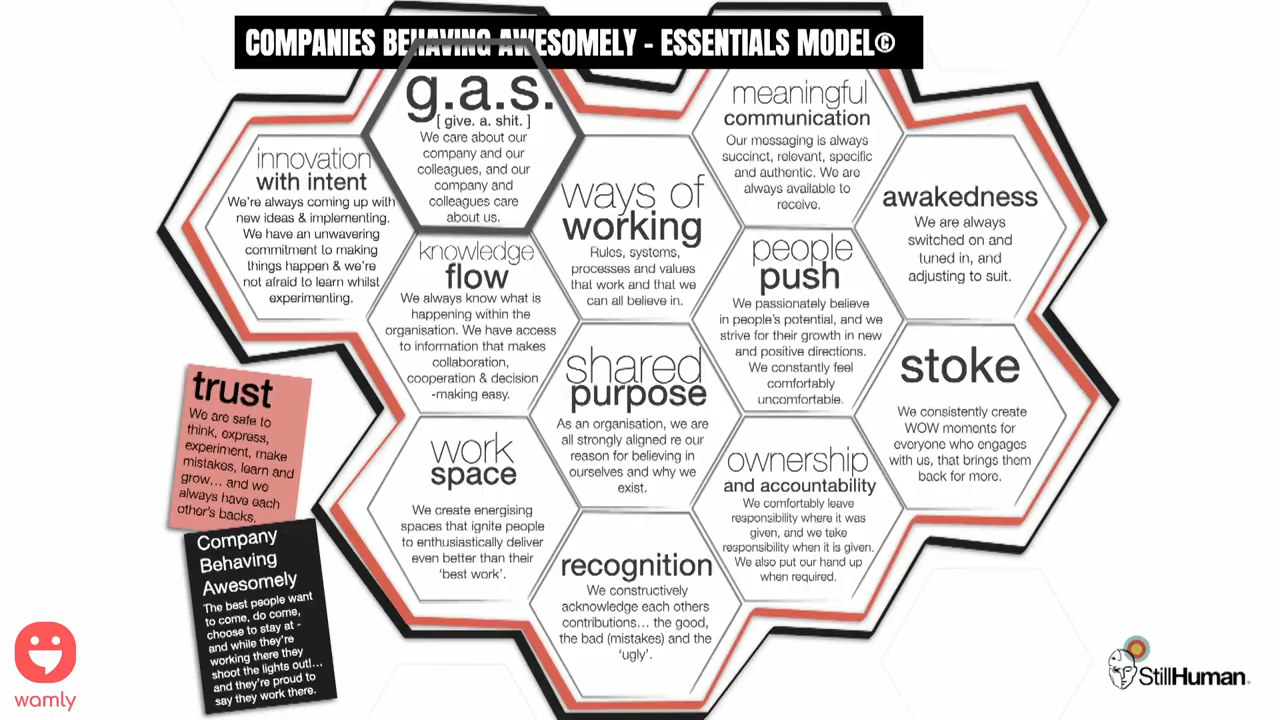 COMPANIES BEHAVING AWESOMELY - ESSENTIALS MODEL©
g.a.s.
[ give. a. shit. ]
We care about our
company and our
colleagues, and our
company and
colleagues care
about us.
meaningful
communication
Our messaging is always
succinct, relevant, specific
and authentic. We are
always available to
receive.
innovation
with intent
We're always coming up with
new ideas & implementing.
We have an unwavering
commitment to making
things happen & we're
not afraid to learn whilst
experimenting.
ways of
working
Rules, systems,
processes and values
that work and that we
can all believe in.
awakedness
We are always
switched on and
tuned in, and
adjusting to suit.
knowledge
flow
We always know what is
happening within the
organisation. We have access
to information that makes
collaboration,
cooperation & decision
-making easy.
people
push
We passionately believe
in people's potential, and we
strive for their growth in new
and positive directions.
We constantly feel
comfortably
uncomfortable.
shared
purpose
As an organisation, we are
all strongly aligned re our
reason for believing in
ourselves and why we
exist.
stoke
We consistently create
WOW moments for
everyone who engages
with us, that brings them
back for more.
work
space
We create energising
spaces that ignite people
to enthusiastically deliver
even better than their
'best work'.
ownership
and accountability
We comfortably leave
responsibility where it was
given, and we take
responsibility when it is given.
We also put our hand up
when required.
recognition
We constructively
acknowledge each others
contributions... the good,
the bad (mistakes) and the
'ugly'.
trust
We are safe to
think, express,
experiment, make
mistakes, learn and
grow... and we
always have each
other's backs.
Company
Behaving
Awesomely
The best people want
to come, do come,
choose to stay at -
and while they're
working there they
shoot the lights out!...
and they're proud to
say they work there.
wamly
StillHuman.